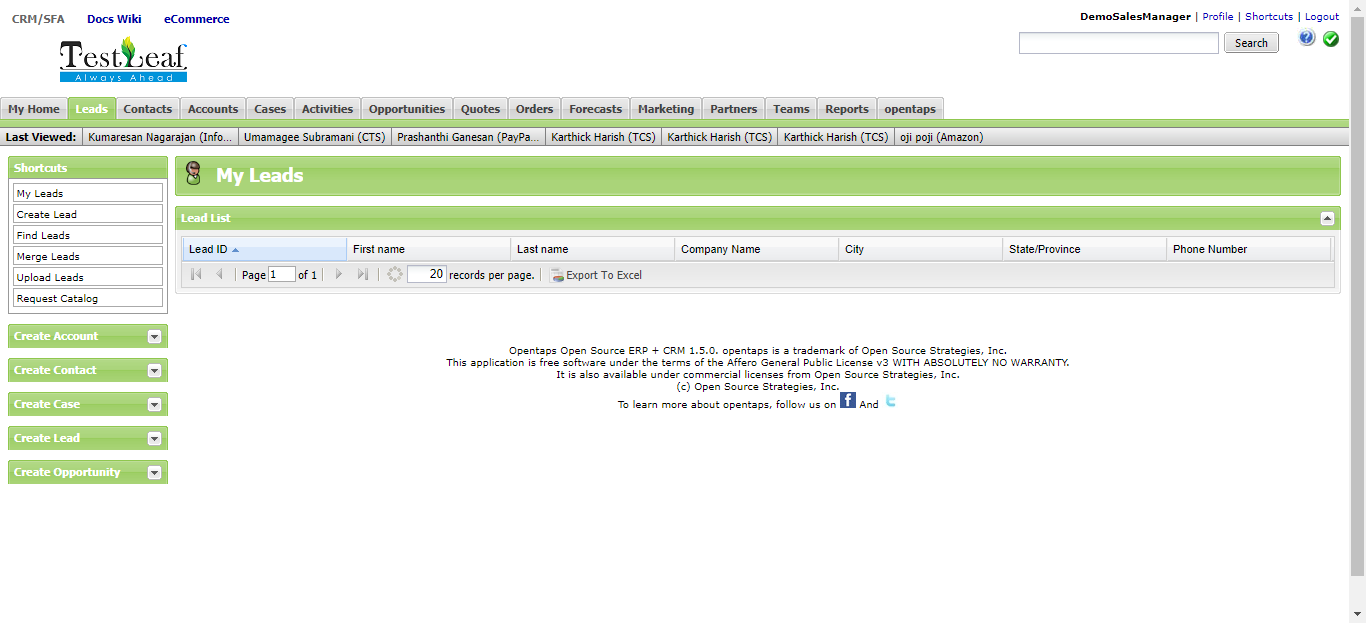 CRM/SFA Docs Wiki eCommerce
DemoSalesManager | Profile | Shortcuts | Logout
Search
TestLeaf
Always Ahead
My Home Leads Contacts Accounts Cases Activities Opportunities Quotes Orders Forecasts Marketing Partners Teams Reports opentaps
Last Viewed: Kumaresan Nagarajan (Info... Umamagee Subramani (CTS) Prashanthi Ganesan (PayPa... Karthick Harish (TCS) Karthick Harish (TCS) Karthick Harish (TCS) oji poji (Amazon)
Shortcuts
My Leads
Create Lead
Find Leads
Merge Leads
Upload Leads
Request Catalog
Create Account
Create Contact
Create Case
Create Lead
Create Opportunity
My Leads
Lead List
Lead ID First name Last name Company Name City State/Province Phone Number
Page 1 of 1 20 records per page. Export To Excel
Opentaps Open Source ERP + CRM 1.5.0. opentaps is a trademark of Open Source Strategies, Inc.
This application is free software under the terms of the Affero General Public License v3 WITH ABSOLUTELY NO WARRANTY.
It is also available under commercial licenses from Open Source Strategies, Inc.
(c) Open Source Strategies, Inc.
To learn more about opentaps, follow us on f And t